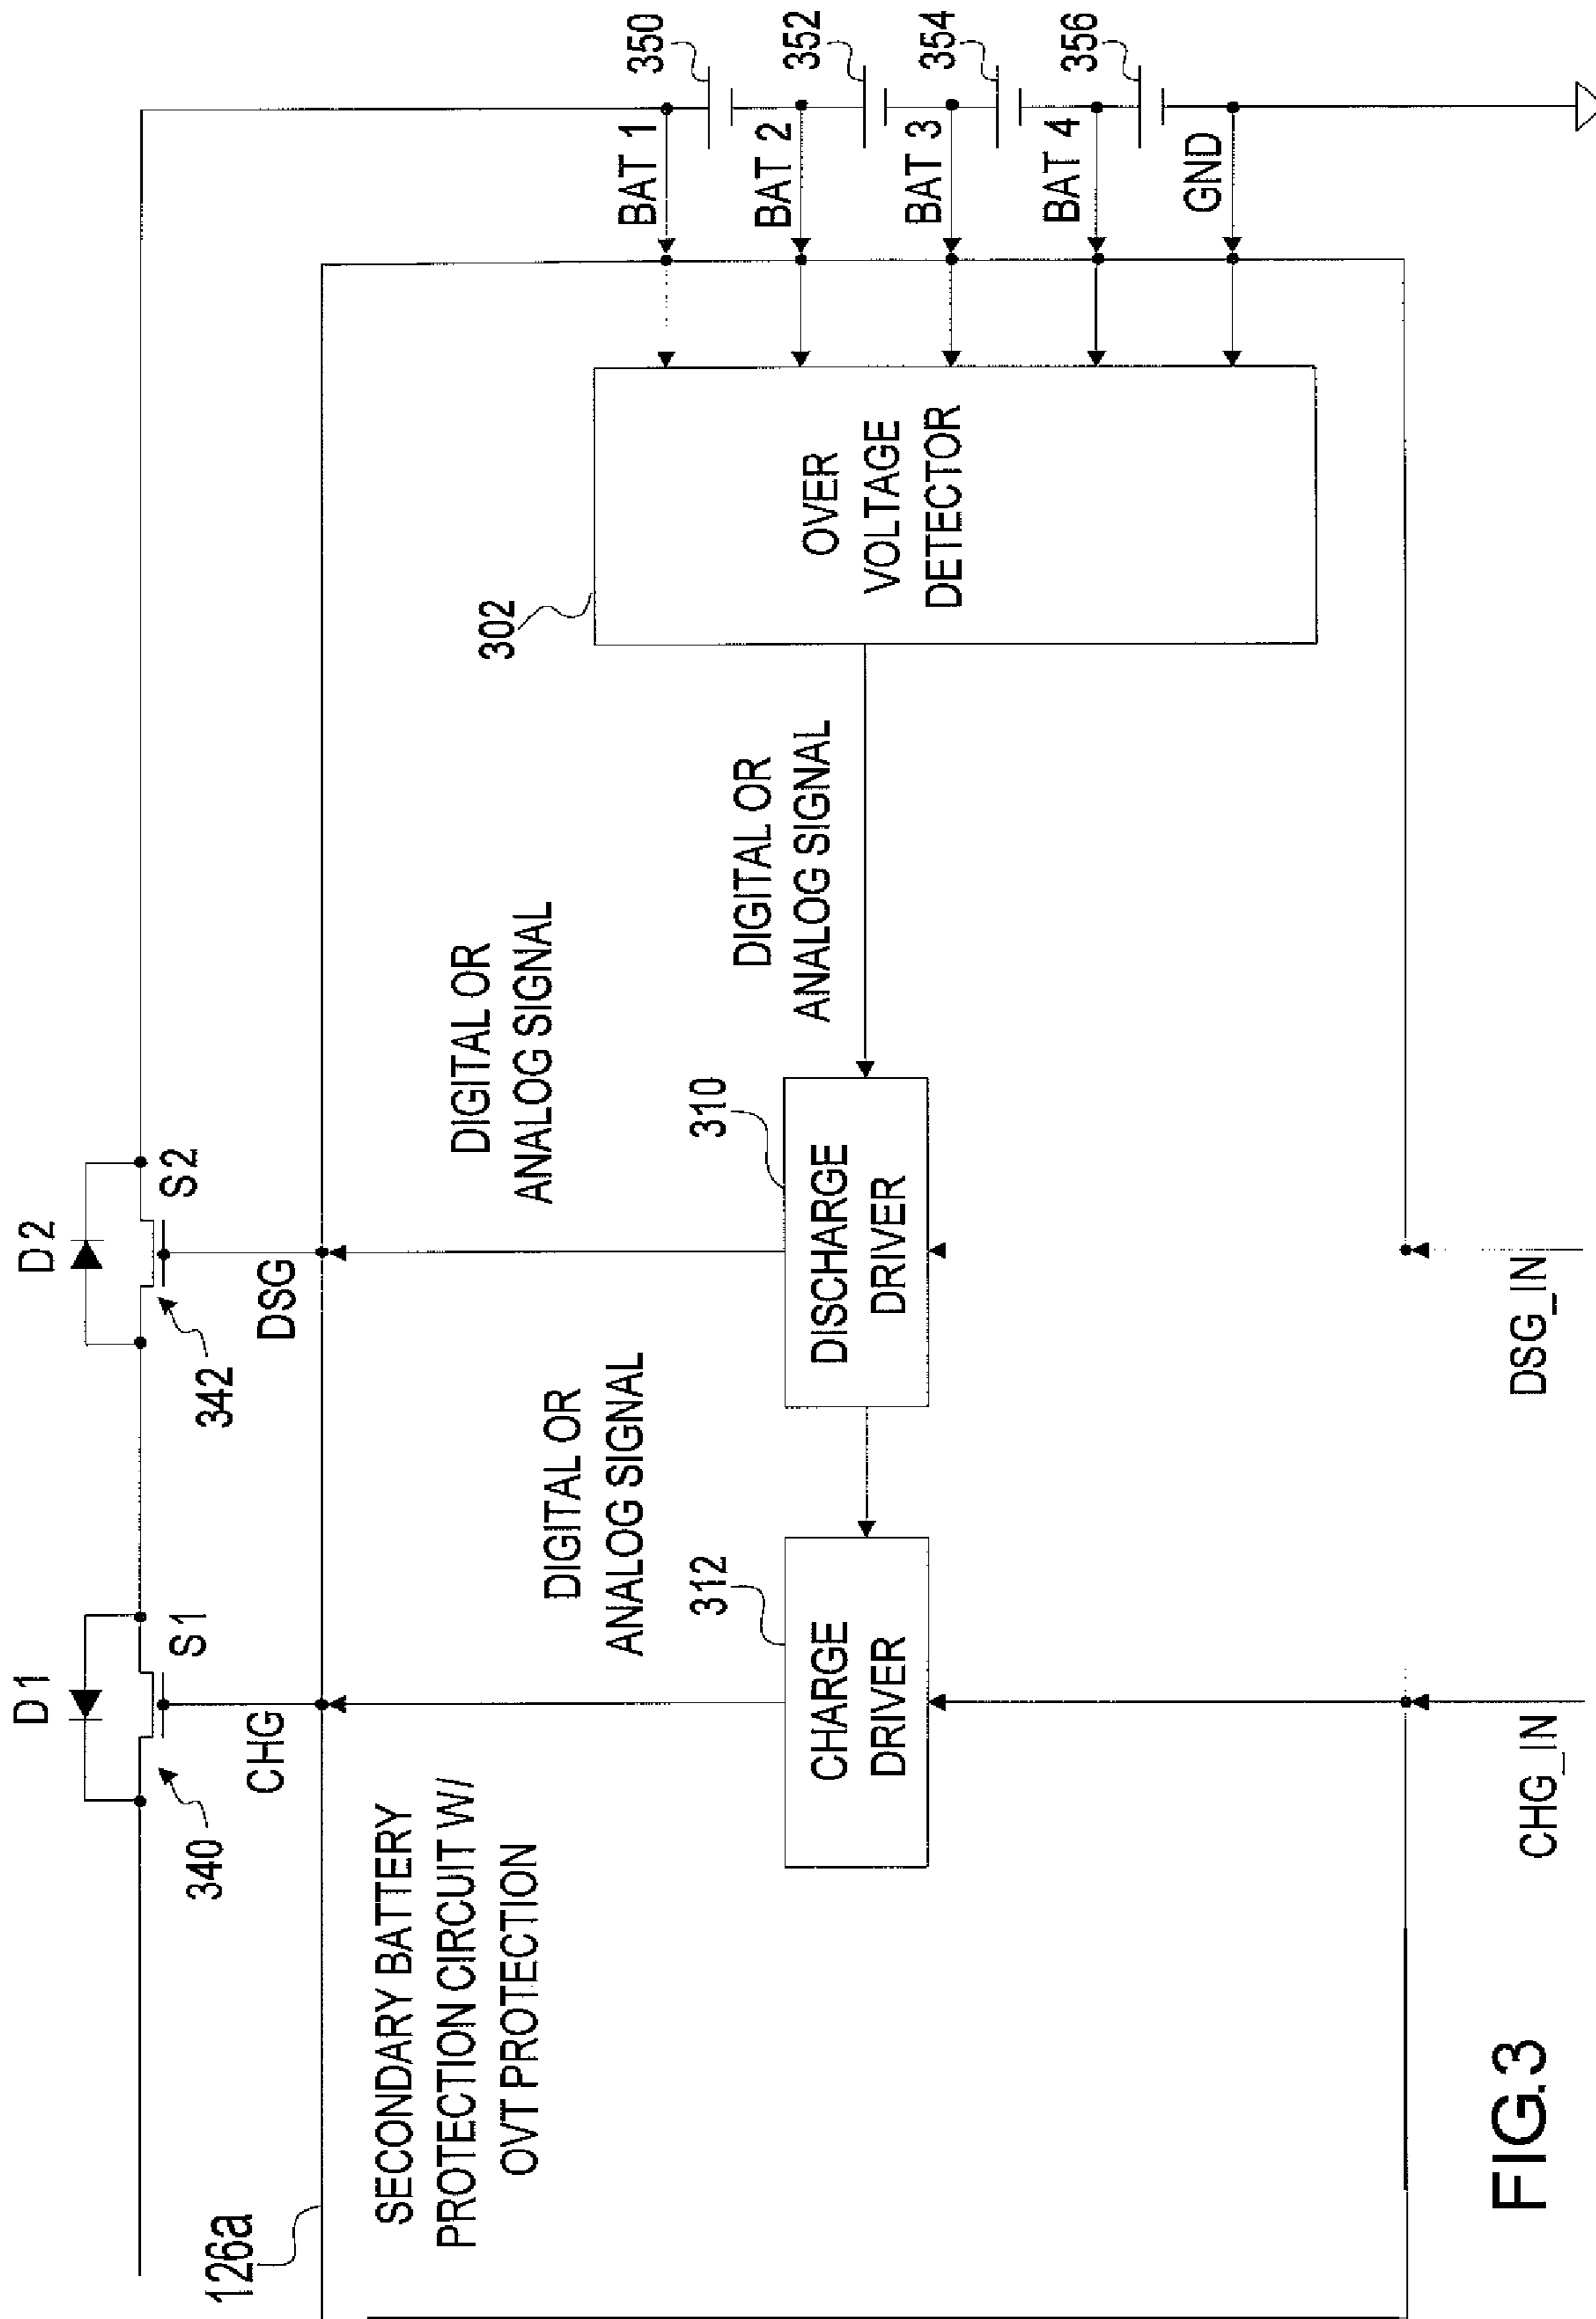 D1
D2
S1
S2
340
342
CHG
DSG
126a
SECONDARY BATTERY
PROTECTION CIRCUIT W/
OVT PROTECTION
DIGITAL OR
ANALOG SIGNAL
DIGITAL OR
ANALOG SIGNAL
DIGITAL OR
ANALOG SIGNAL
312
CHARGE
DRIVER
310
DISCHARGE
DRIVER
302
OVER
VOLTAGE
DETECTOR
BAT 1
350
BAT 2
352
BAT 3
354
BAT 4
356
GND
CHG_IN
DSG_IN
FIG.3